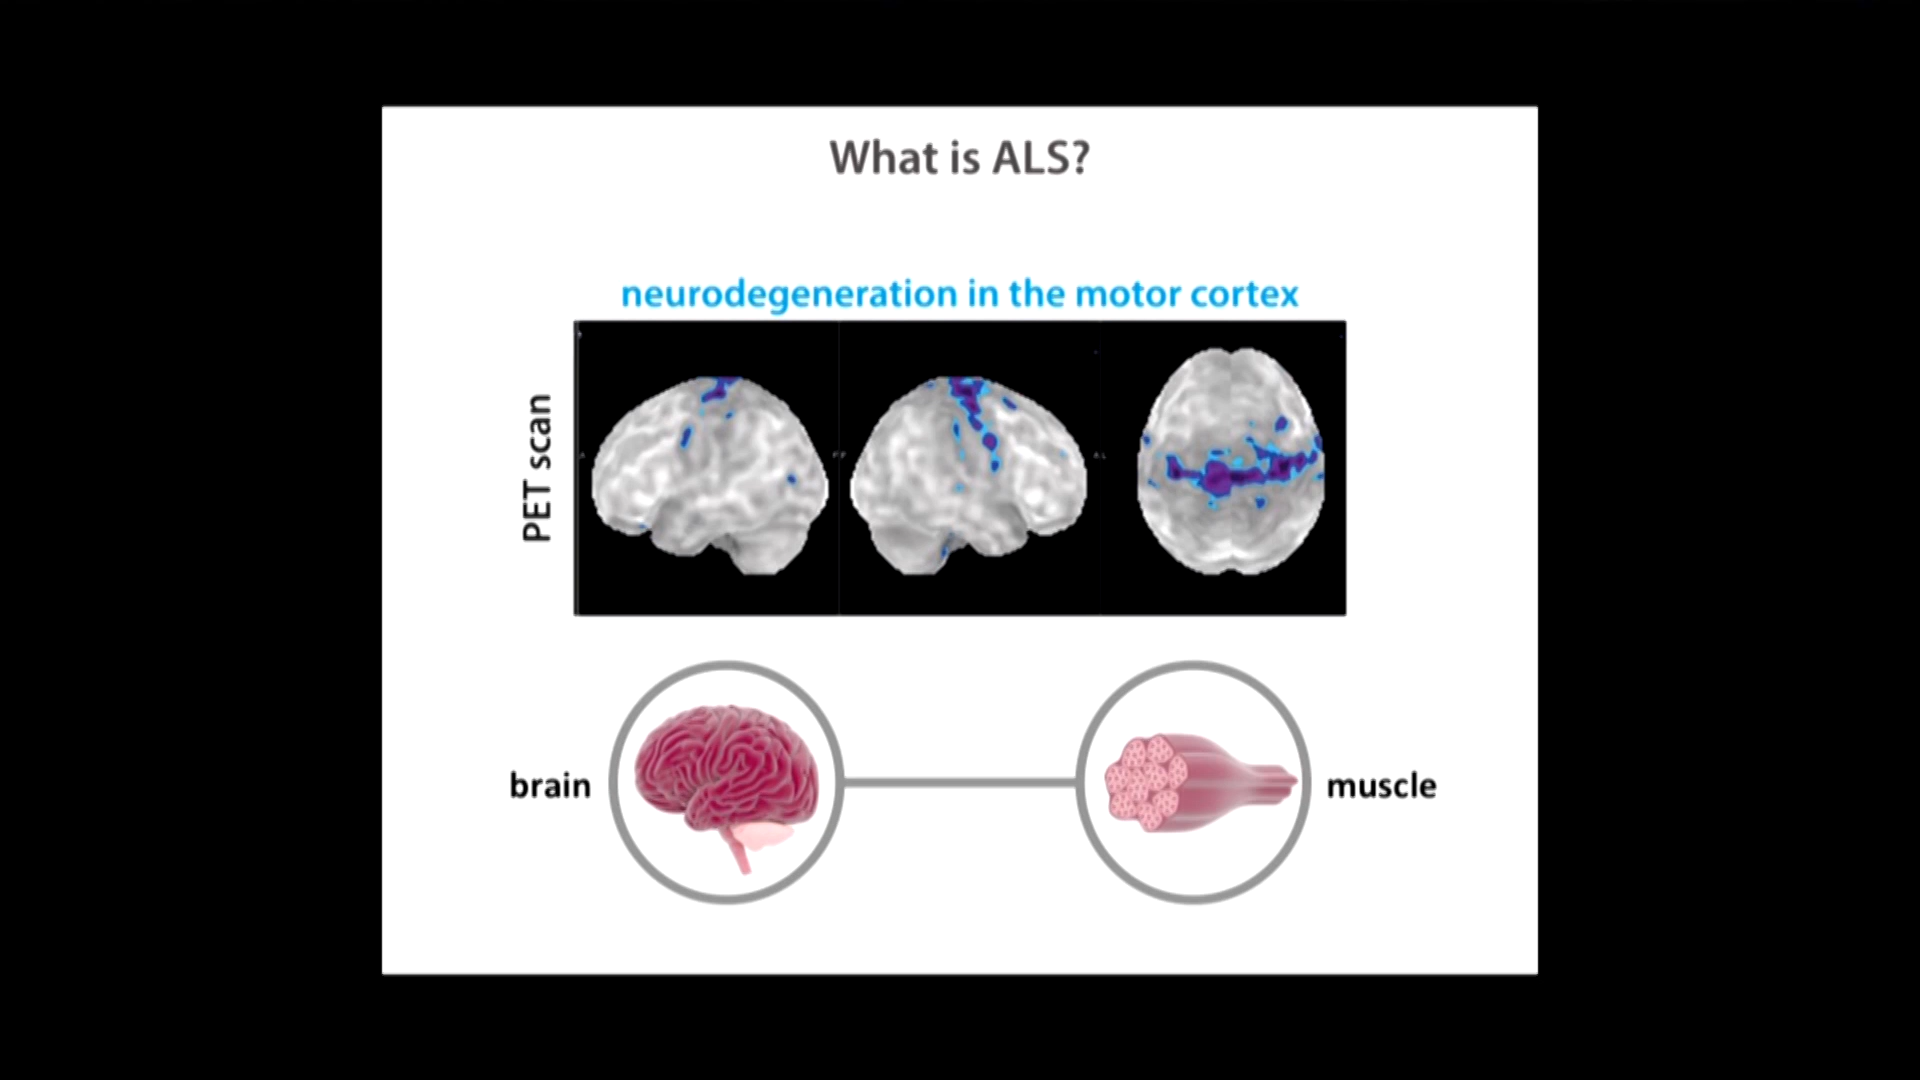 What is ALS?
neurodegeneration in the motor cortex
PET scan
brain
muscle